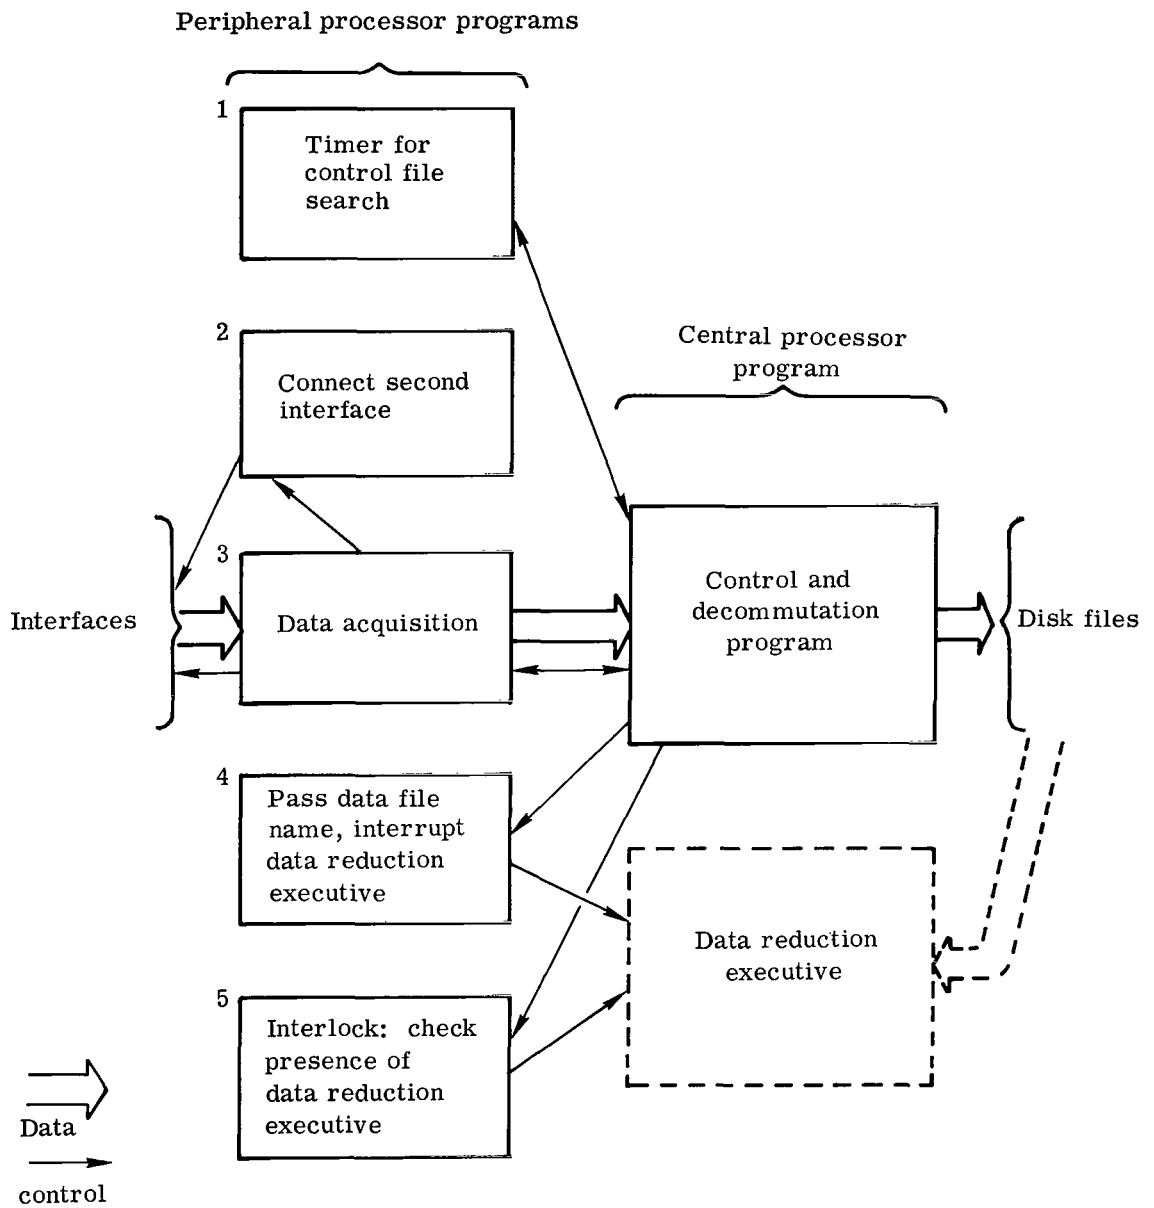 Peripheral processor programs
1
Timer for
control file
search
2
Connect second
interface
Central processor
program
3
Interfaces
Data acquisition
Control and
decommutation
program
Disk files
4
Pass data file
name, interrupt
data reduction
executive
Data reduction
executive
5
Interlock: check
presence of
data reduction
executive
Data
control